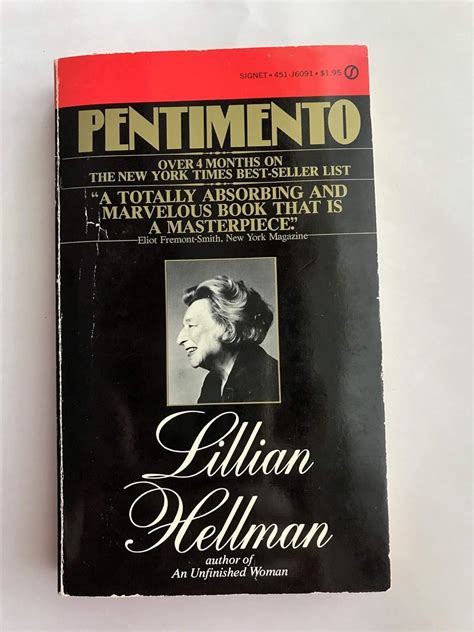 SIGNET • 451-J6091 • $1.95
PENTIMENTO
OVER 4 MONTHS ON
THE NEW YORK TIMES BEST-SELLER LIST
"A TOTALLY ABSORBING AND
MARVELOUS BOOK THAT IS
A MASTERPIECE."
Eliot Fremont-Smith, New York Magazine
Lillian
Hellman
author of
An Unfinished Woman